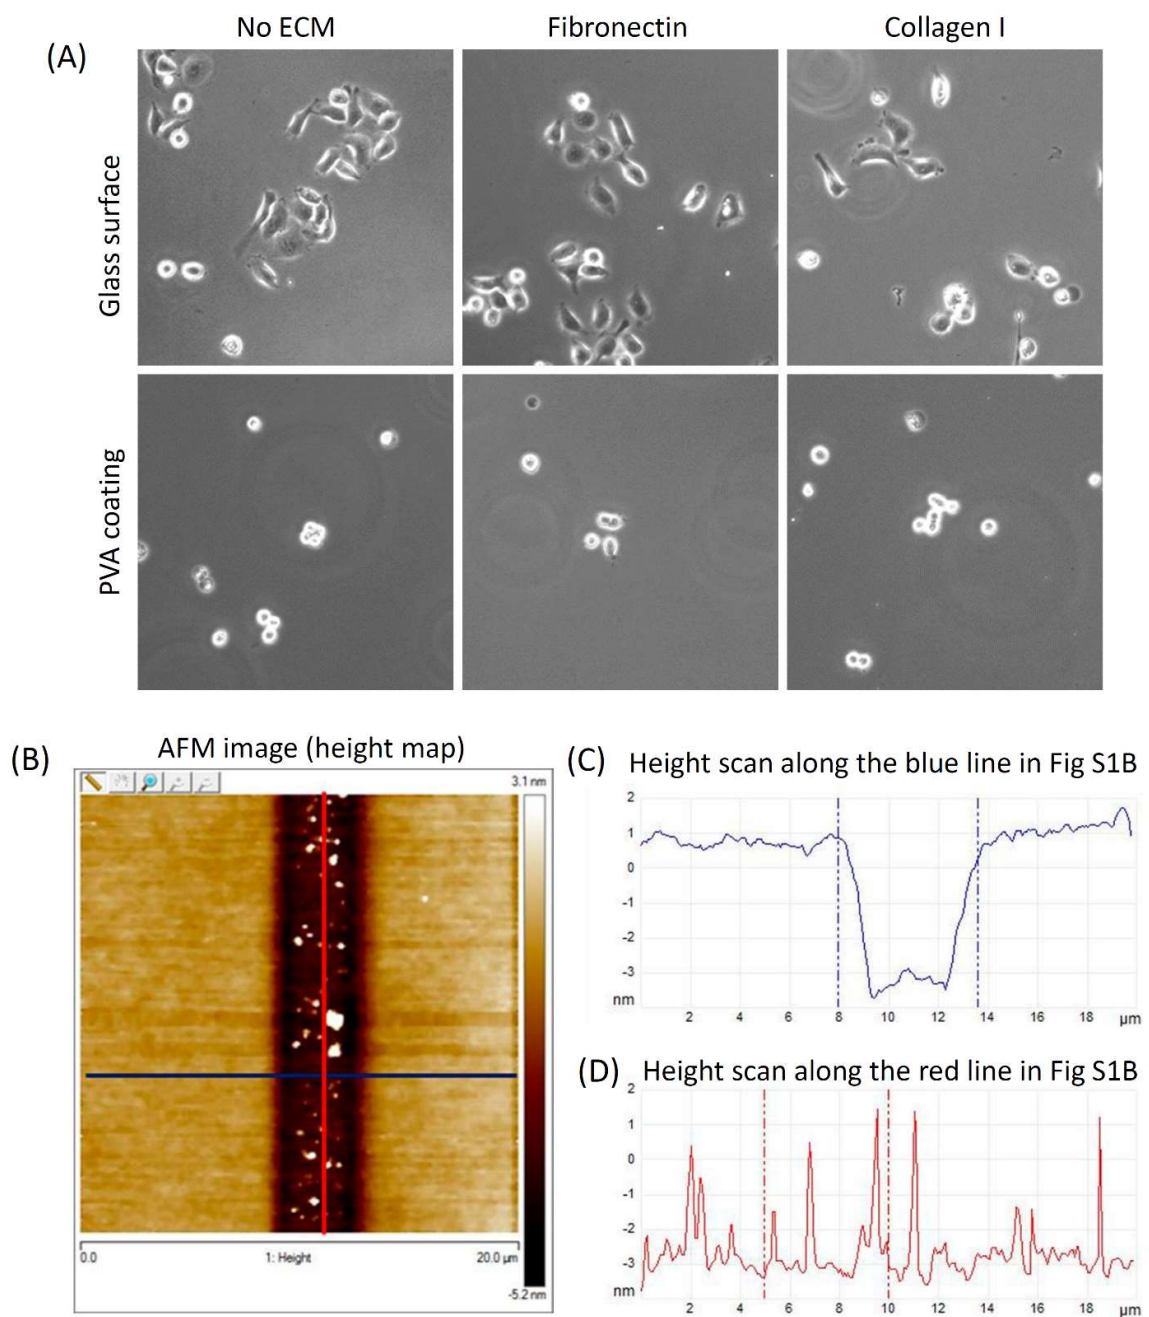 No ECM
Fibronectin
Collagen I
(A)
Glass surface
PVA coating
(B)
AFM image (height map)
3.1 nm
-5.2 nm
0.0
1: Height
20.0 µm
(C)
Height scan along the blue line in Fig S1B
2
1
0
-1
-2
-3
nm
2 4 6 8 10 12 14 16 18 µm
(D)
Height scan along the red line in Fig S1B
2
1
0
-1
-2
-3
nm
2 4 6 8 10 12 14 16 18 µm